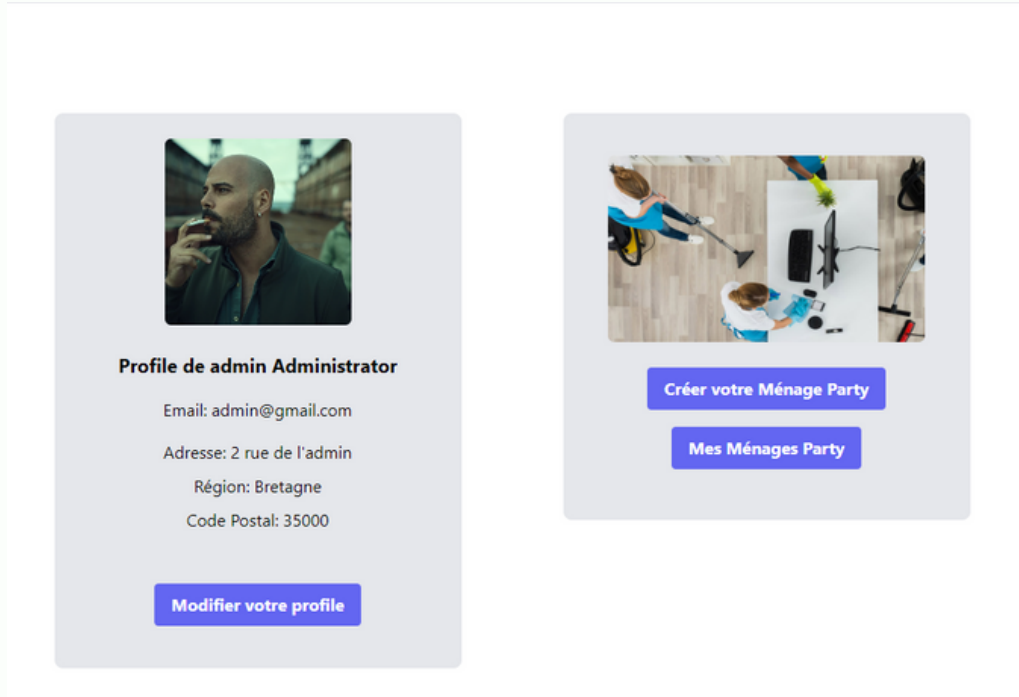 Profile de admin Administrator
Email: admin@gmail.com
Adresse: 2 rue de l'admin
Région: Bretagne
Code Postal: 35000
Modifier votre profile
Créer votre Ménage Party
Mes Ménages Party